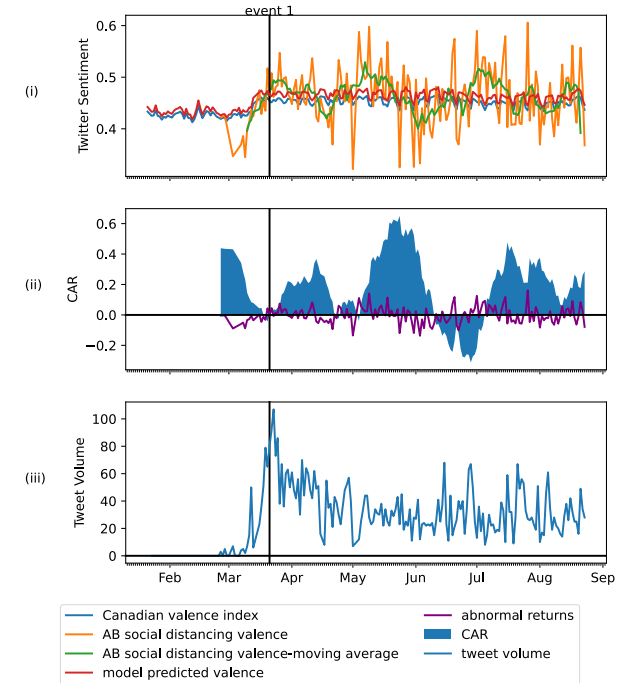 event 1
0.6
0.5
0.4
Twitter Sentiment
(i)
0.6
0.4
0.2
0.0
−0.2
CAR
(ii)
100
80
60
40
20
0
Tweet Volume
(iii)
Feb Mar Apr May Jun Jul Aug Sep
Canadian valence index
AB social distancing valence
AB social distancing valence-moving average
model predicted valence
abnormal returns
CAR
tweet volume